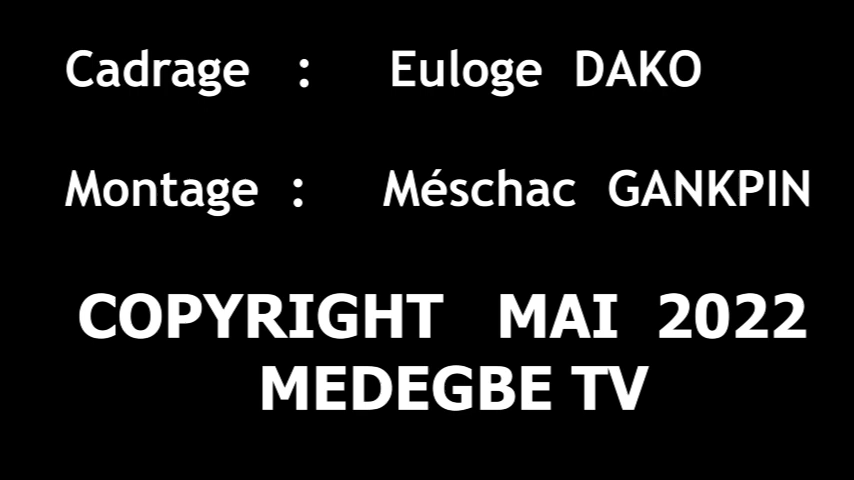 Cadrage : Euloge DAKO
Montage : Méschac GANKPIN
COPYRIGHT MAI 2022
MEDEGBE TV